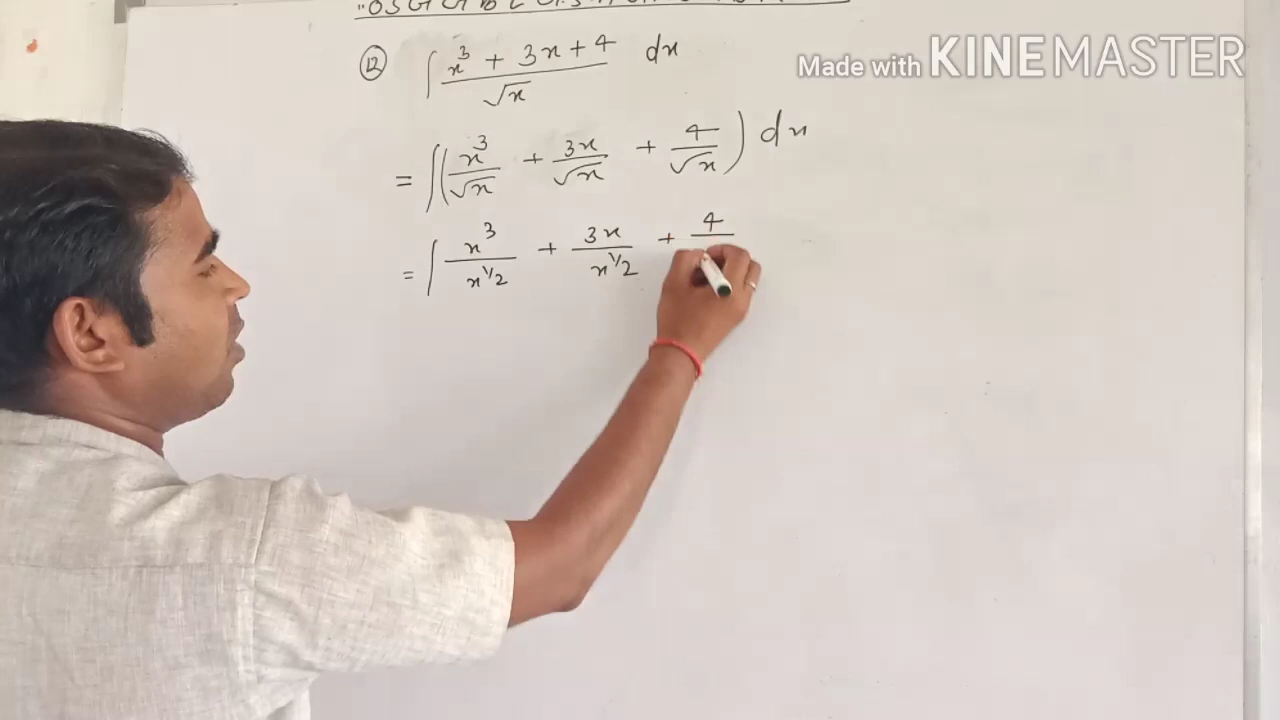 Made with KINEMASTER
⑫ ∫ (x³ + 3x + 4)/√x dx
= ∫(x³/√x + 3x/√x + 4/√x) dx
= ∫ x³/x^1/2 + 3x/x^1/2 + 4/